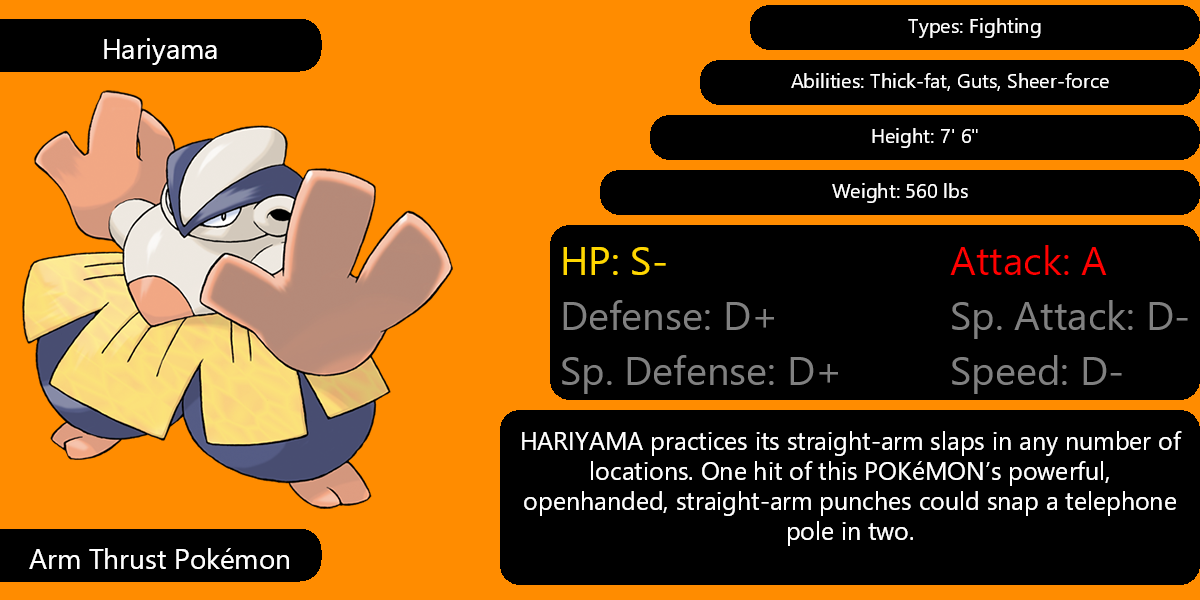 Hariyama
Types: Fighting
Abilities: Thick-fat, Guts, Sheer-force
Height: 7' 6"
Weight: 560 lbs
HP: S-
Attack: A
Defense: D+
Sp. Attack: D-
Sp. Defense: D+
Speed: D-
HARIYAMA practices its straight-arm slaps in any number of
locations. One hit of this POKéMON’s powerful,
openhanded, straight-arm punches could snap a telephone
pole in two.
Arm Thrust Pokémon